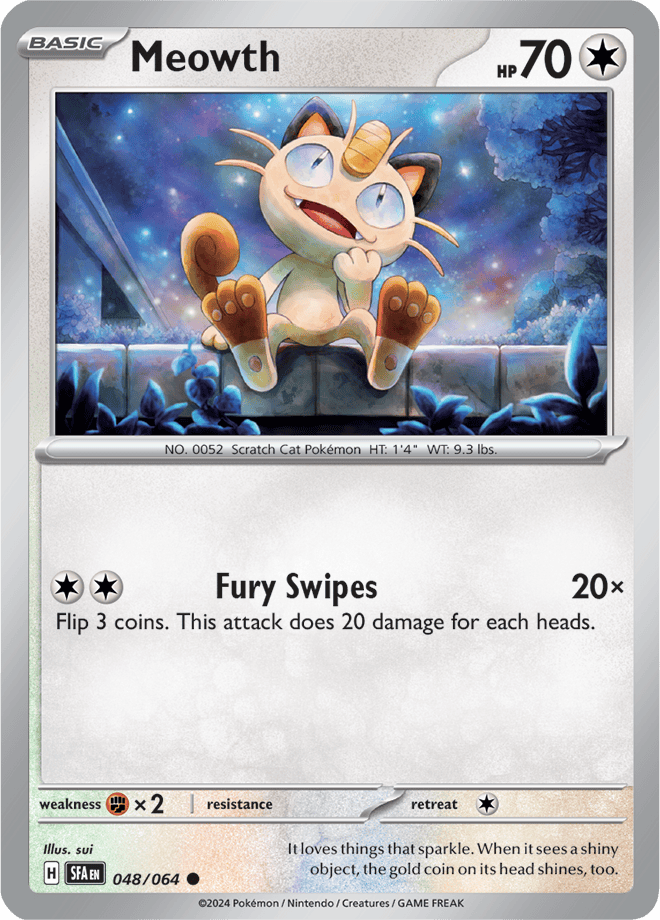 BASIC
Meowth
HP 70
NO. 0052 Scratch Cat Pokémon HT: 1'4" WT: 9.3 lbs.
Fury Swipes 20×
Flip 3 coins. This attack does 20 damage for each heads.
weakness ×2 resistance retreat
Illus. sui
It loves things that sparkle. When it sees a shiny
object, the gold coin on its head shines, too.
H SFA EN 048/064
©2024 Pokémon / Nintendo / Creatures / GAME FREAK